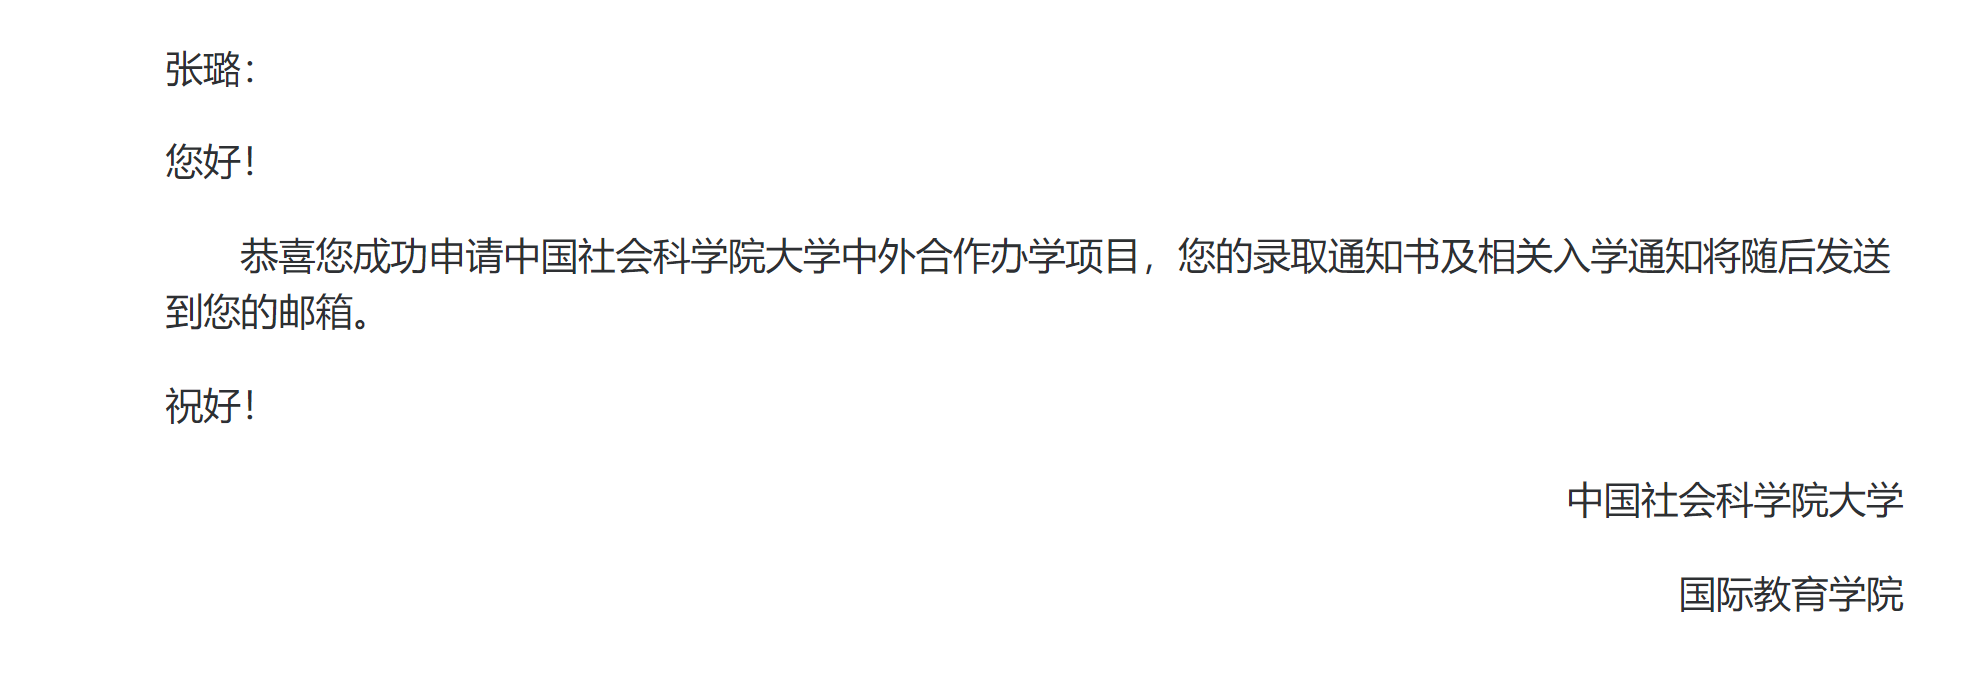 张璐：
您好！
恭喜您成功申请中国社会科学院大学中外合作办学项目，您的录取通知书及相关入学通知将随后发送
到您的邮箱。
祝好！
中国社会科学院大学
国际教育学院